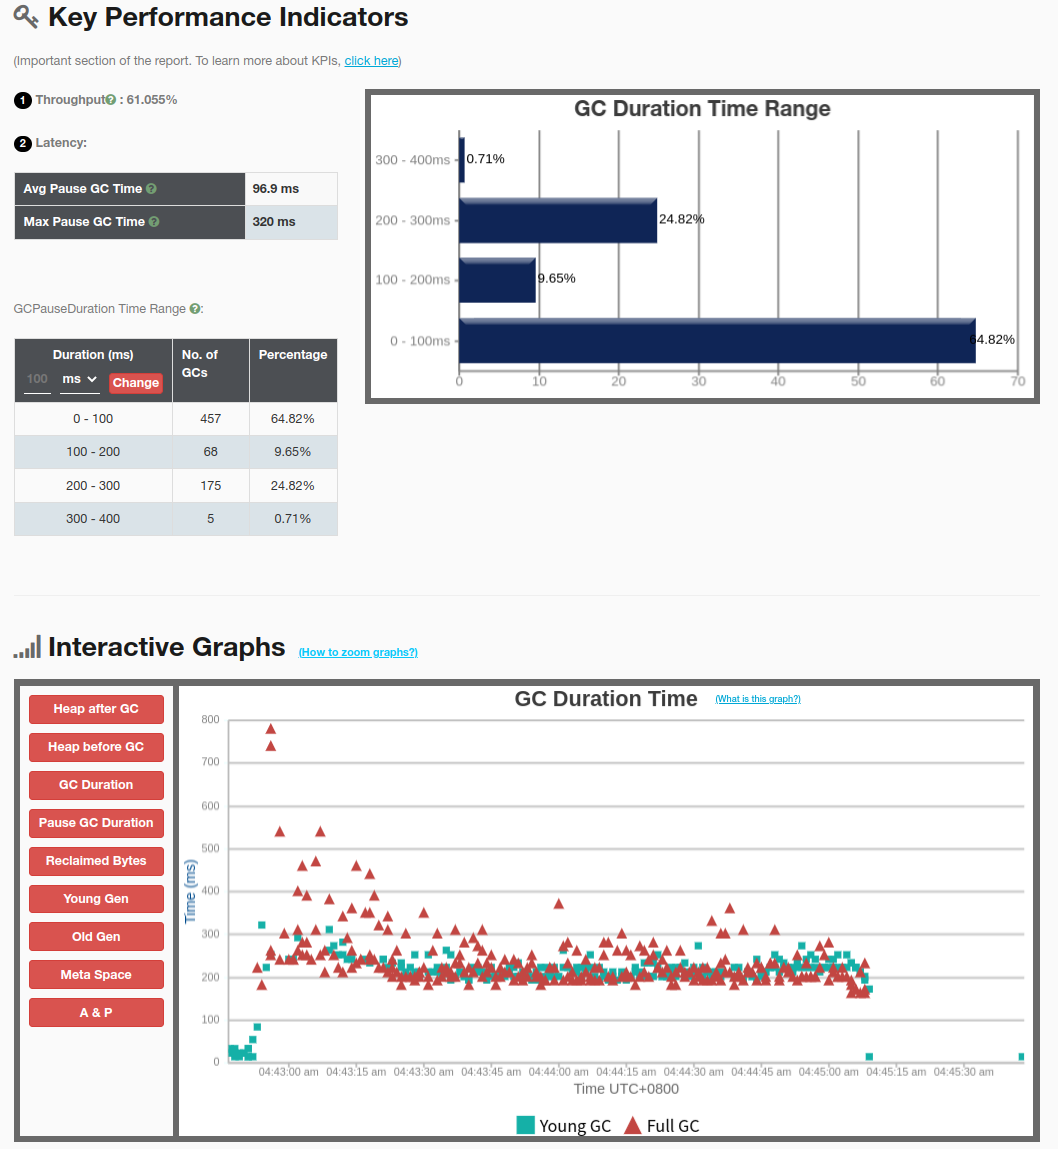 Key Performance Indicators
(Important section of the report. To learn more about KPIs, click here)
1 Throughput? : 61.055%
2 Latency:
Avg Pause GC Time ? 96.9 ms
Max Pause GC Time ? 320 ms
GCPauseDuration Time Range ?:
Duration (ms) No. of GCs Percentage
100 ms Change
0 - 100 457 64.82%
100 - 200 68 9.65%
200 - 300 175 24.82%
300 - 400 5 0.71%
GC Duration Time Range
300 - 400ms 0.71%
200 - 300ms 24.82%
100 - 200ms 9.65%
0 - 100ms 64.82%
0 10 20 30 40 50 60 70
Interactive Graphs (How to zoom graphs?)
Heap after GC
Heap before GC
GC Duration
Pause GC Duration
Reclaimed Bytes
Young Gen
Old Gen
Meta Space
A & P
GC Duration Time (What is this graph?)
Time (ms)
800
700
600
500
400
300
200
100
0
04:43:00 am 04:43:15 am 04:43:30 am 04:43:45 am 04:44:00 am 04:44:15 am 04:44:30 am 04:44:45 am 04:45:00 am 04:45:15 am 04:45:30 am
Time UTC+0800
Young GC Full GC